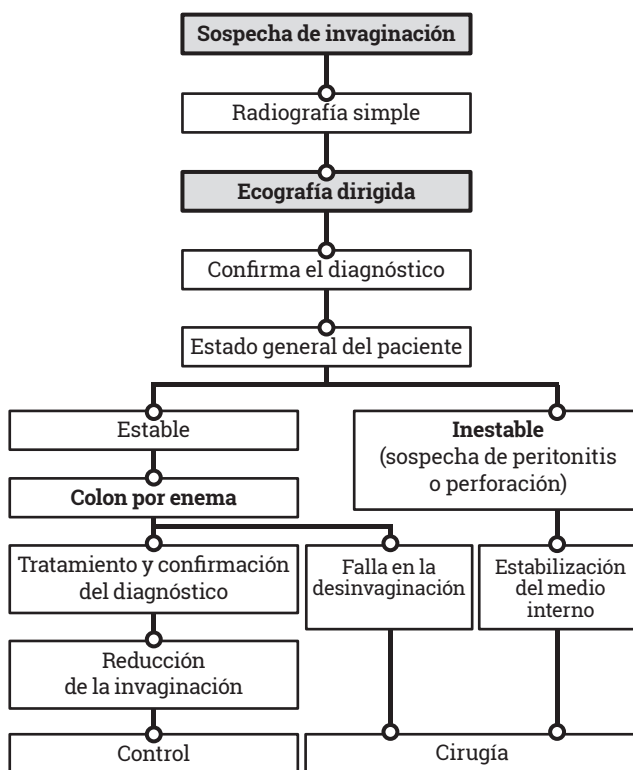 Sospecha de invaginación
Radiografía simple
Ecografía dirigida
Confirma el diagnóstico
Estado general del paciente
Estable
Inestable
(sospecha de peritonitis
o perforación)
Colon por enema
Tratamiento y confirmación
del diagnóstico
Falla en la
desinvaginación
Estabilización
del medio
interno
Reducción
de la invaginación
Control
Cirugía